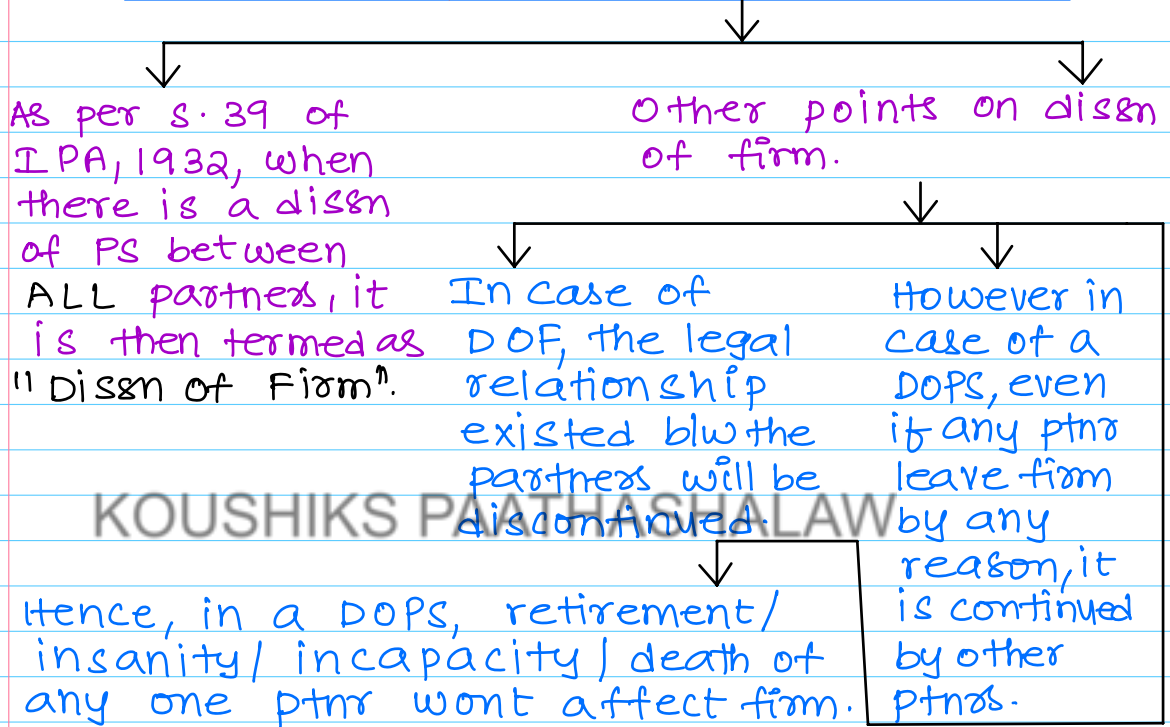 As per s. 39 of
IPA, 1932, when
there is a dissn
of PS between
ALL partners, it
is then termed as
"Dissn of Firm".
Other points on dissn
of firm.
In case of
DOF, the legal
relationship
existed b/w the
partners will be
discontinued.
However in
case of a
DOPS, even
if any ptnr
leave firm
by any
reason, it
is continued
by other
ptnrs.
Hence, in a DOPS, retirement/
insanity/ incapacity/ death of
any one ptnr wont affect firm.
KOUSHIKS PAATHASHALAW